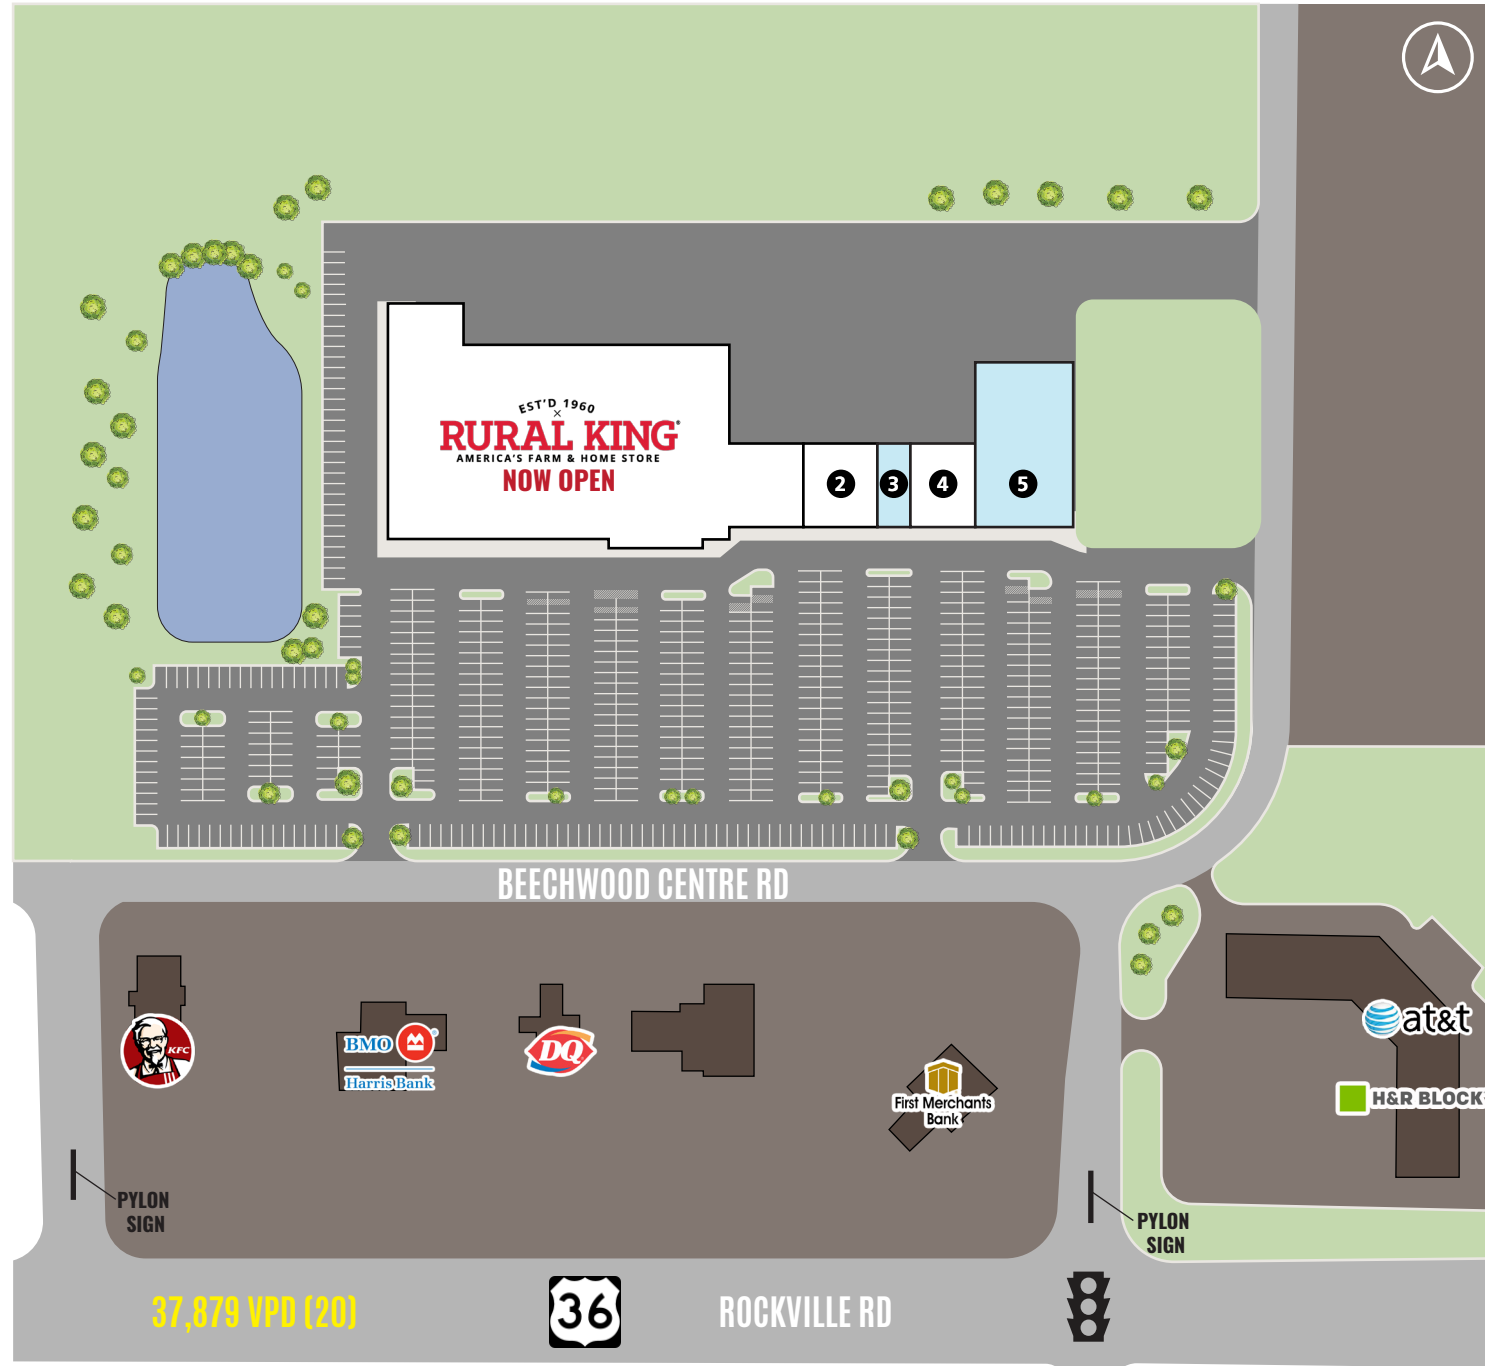 EST'D 1960
RURAL KING
AMERICA'S FARM & HOME STORE
NOW OPEN
2
3
4
5
BEECHWOOD CENTRE RD
KFC
BMO
Harris Bank
DQ
First Merchants
Bank
at&t
H&R BLOCK
PYLON
SIGN
PYLON
SIGN
37,879 VPD (20)
36
ROCKVILLE RD